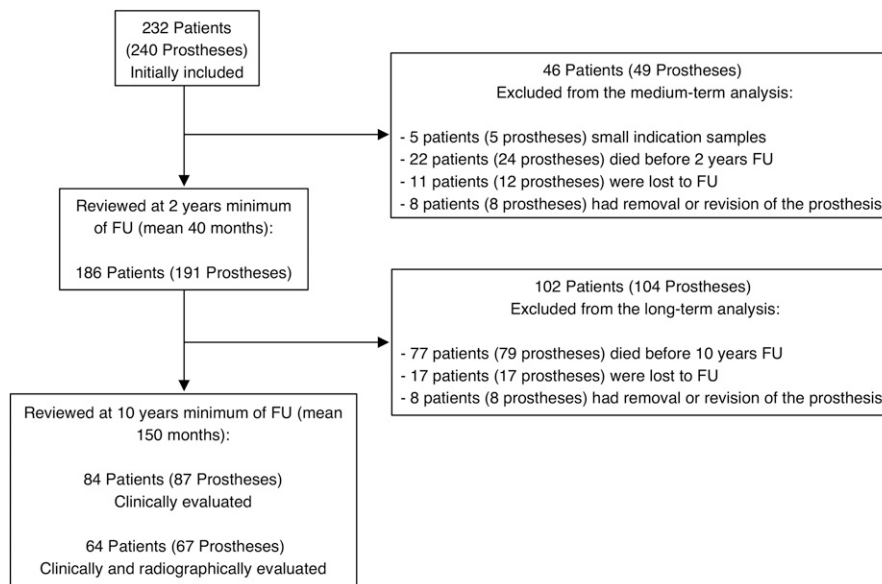 232 Patients
(240 Prostheses)
Initially included
46 Patients (49 Prostheses)
Excluded from the medium-term analysis:
- 5 patients (5 prostheses) small indication samples
- 22 patients (24 prostheses) died before 2 years FU
- 11 patients (12 prostheses) were lost to FU
- 8 patients (8 prostheses) had removal or revision of the prosthesis
Reviewed at 2 years minimum
of FU (mean 40 months):
186 Patients (191 Prostheses)
102 Patients (104 Prostheses)
Excluded from the long-term analysis:
- 77 patients (79 prostheses) died before 10 years FU
- 17 patients (17 prostheses) were lost to FU
- 8 patients (8 prostheses) had removal or revision of the prosthesis
Reviewed at 10 years minimum of FU (mean
150 months):
84 Patients (87 Prostheses)
Clinically evaluated
64 Patients (67 Prostheses)
Clinically and radiographically evaluated